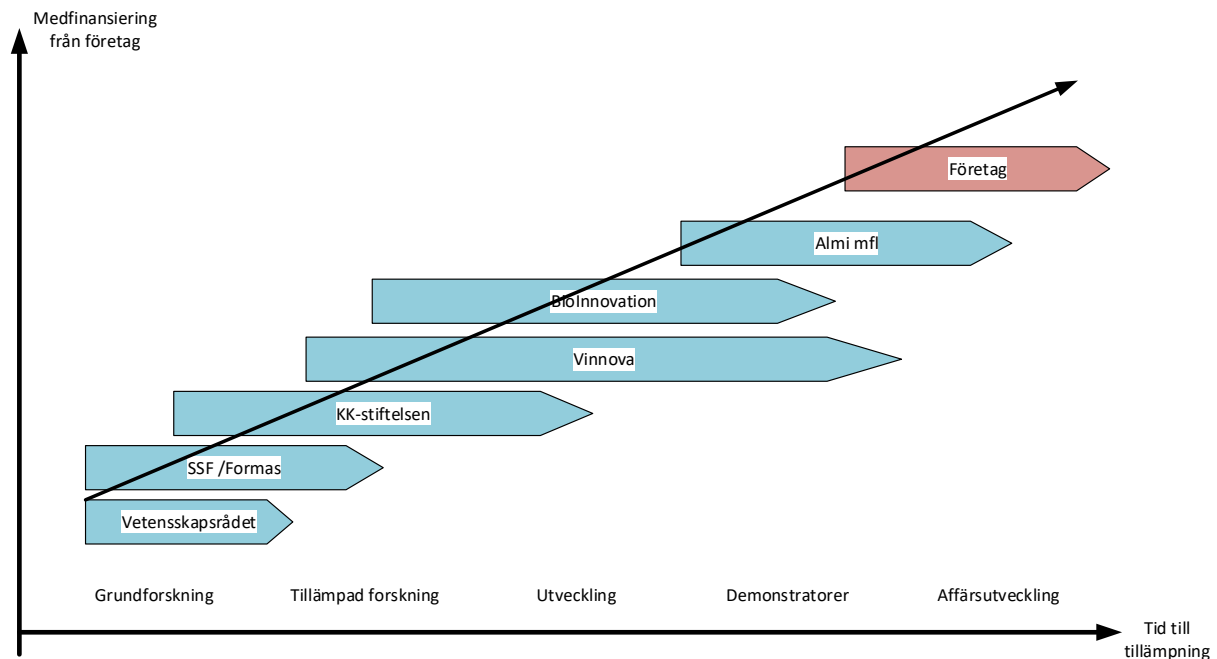 Medfinansiering
från företag
Företag
Almi mfl
BioInnovation
Vinnova
KK-stiftelsen
SSF /Formas
Vetensskapsrådet
Grundforskning
Tillämpad forskning
Utveckling
Demonstratorer
Affärsutveckling
Tid till
tillämpning